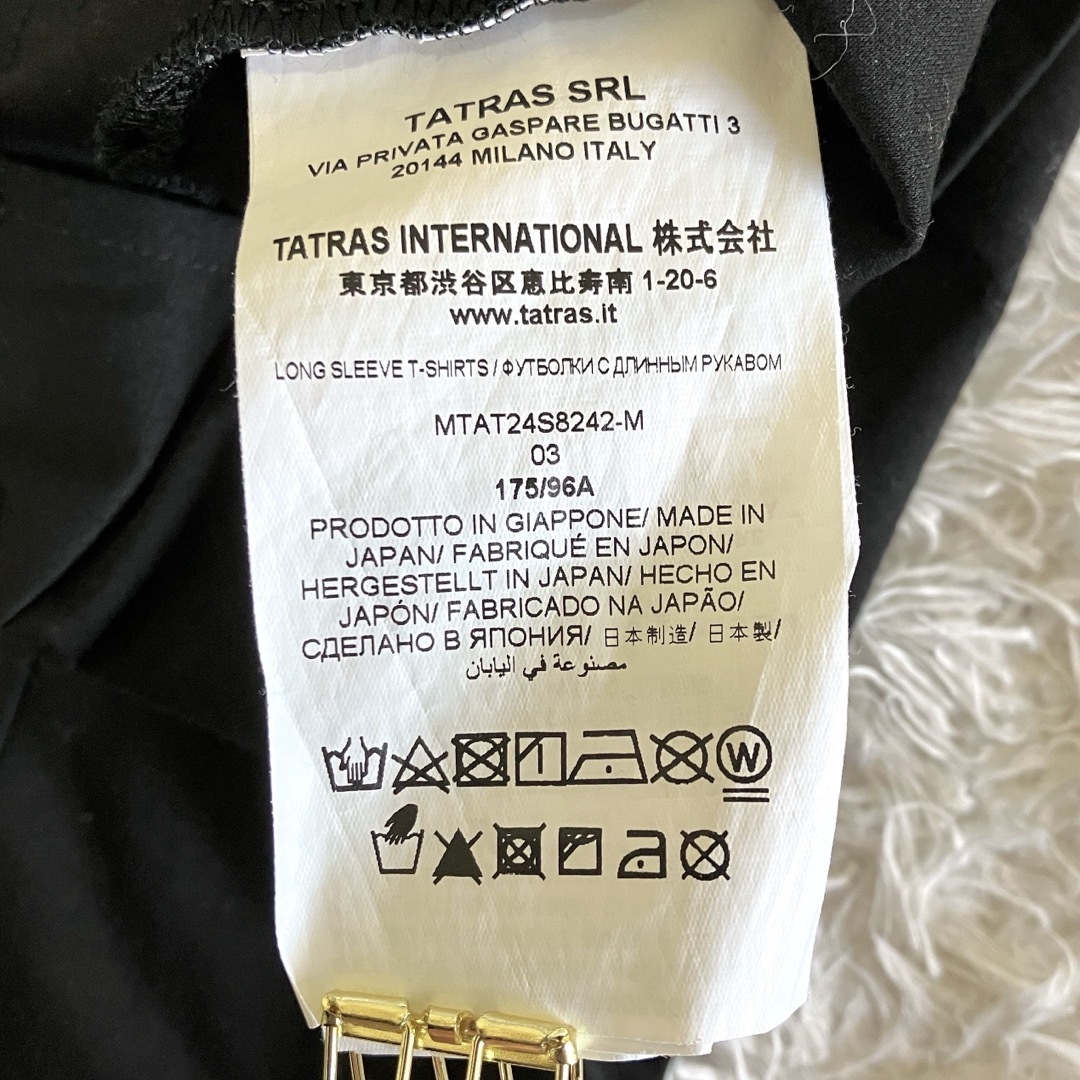 TATRAS SRL
VIA PRIVATA GASPARE BUGATTI 3
20144 MILANO ITALY
TATRAS INTERNATIONAL 株式会社
東京都渋谷区恵比寿南 1-20-6
www.tatras.it
LONG SLEEVE T-SHIRTS / ФУТБОЛКИ С ДЛИННЫМ РУКАВОМ
MTAT24S8242-M
03
175/96A
PRODOTTO IN GIAPPONE/ MADE IN
JAPAN/ FABRIQUÉ EN JAPON/
HERGESTELLT IN JAPAN/ HECHO EN
JAPÓN/ FABRICADO NA JAPÃO/
СДЕЛАНО В ЯПОНИЯ/ 日本制造/ 日本製/
مصنوعة في اليابان
W